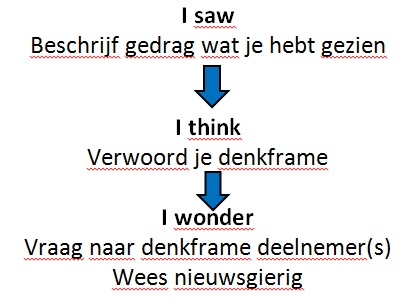 I saw
Beschrijf gedrag wat je hebt gezien
I think
Verwoord je denkframe
I wonder
Vraag naar denkframe deelnemer(s)
Wees nieuwsgierig